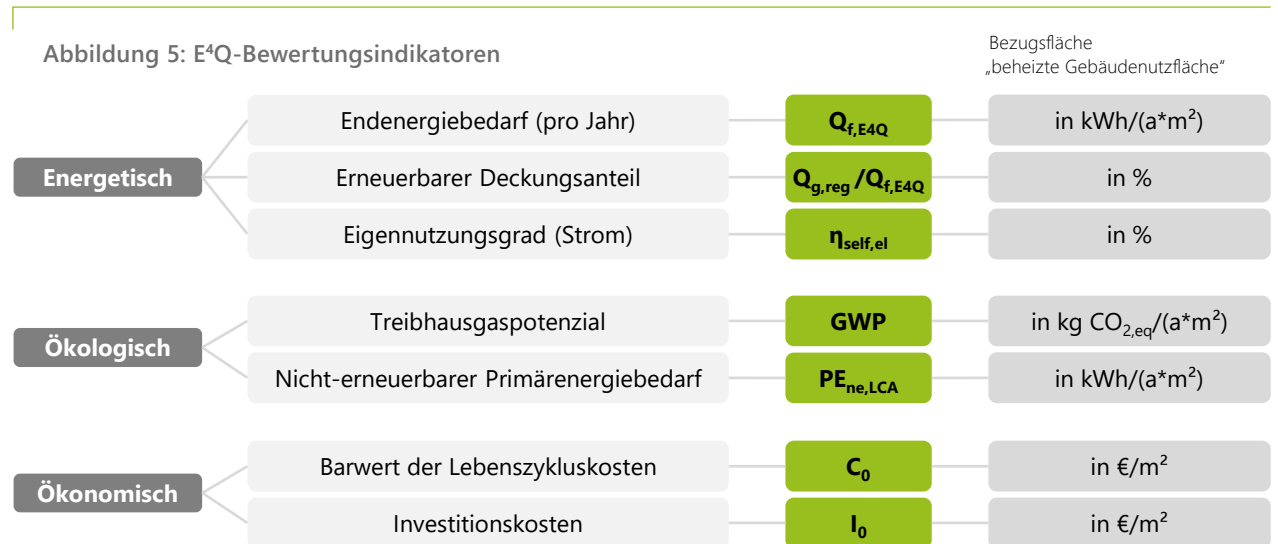 Abbildung 5: E⁴Q-Bewertungsindikatoren
Bezugsfläche
„beheizte Gebäudenutzfläche“
Energetisch
Endenergiebedarf (pro Jahr)
Q_f,E4Q
in kWh/(a*m²)
Erneuerbarer Deckungsanteil
Q_g,reg /Q_f,E4Q
in %
Eigennutzungsgrad (Strom)
η_self,el
in %
Ökologisch
Treibhausgaspotenzial
GWP
in kg CO_2,eq/(a*m²)
Nicht-erneuerbarer Primärenergiebedarf
PE_ne,LCA
in kWh/(a*m²)
Ökonomisch
Barwert der Lebenszykluskosten
C₀
in €/m²
Investitionskosten
I₀
in €/m²